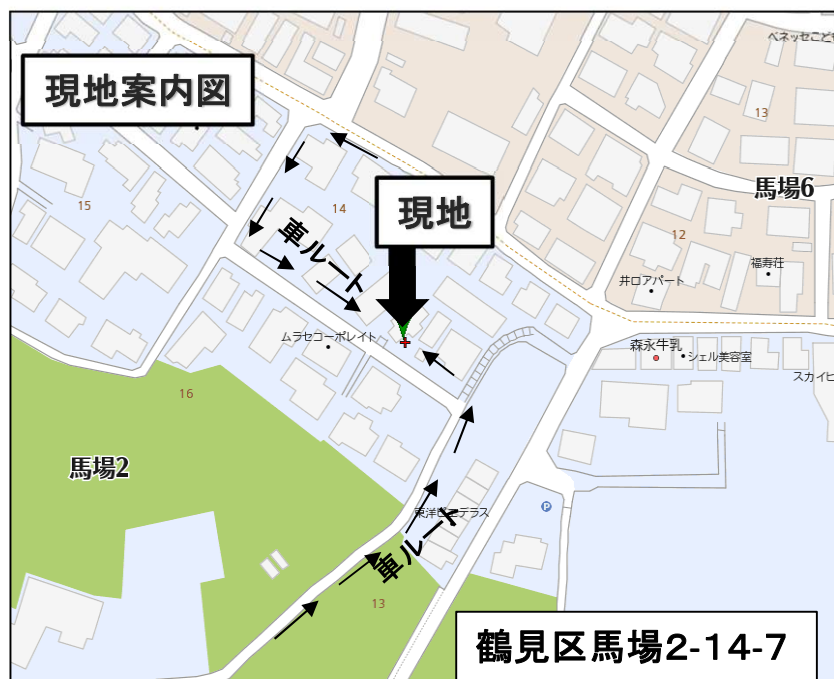 ベネッセこども
現地案内図
13
馬場6
15
14
現地
車ルート
12
福寿荘
井口アパート
ムラセコーポレイト
森永牛乳
シェル美容室
スカイヒ
16
馬場2
P
車ルート
13
鶴見区馬場2-14-7